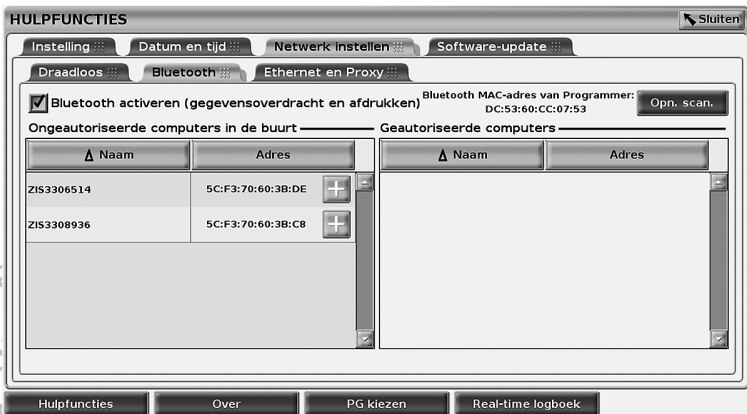 HULPFUNCTIES
Sluiten
Instelling Datum en tijd Netwerk instellen Software-update
Draadloos Bluetooth Ethernet en Proxy
Bluetooth activeren (gegevensoverdracht en afdrukken)
Bluetooth MAC-adres van Programmer:
DC:53:60:CC:07:53
Opn. scan.
Ongeautoriseerde computers in de buurt
Naam Adres
ZIS3306514 5C:F3:70:60:3B:DE
ZIS3308936 5C:F3:70:60:3B:C8
Geautoriseerde computers
Naam Adres
Hulpfuncties Over PG kiezen Real-time logboek